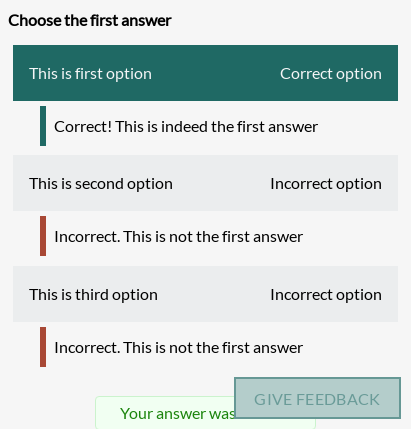 Choose the first answer
This is first option Correct option
Correct! This is indeed the first answer
This is second option Incorrect option
Incorrect. This is not the first answer
This is third option Incorrect option
Incorrect. This is not the first answer
GIVE FEEDBACK
Your answer was